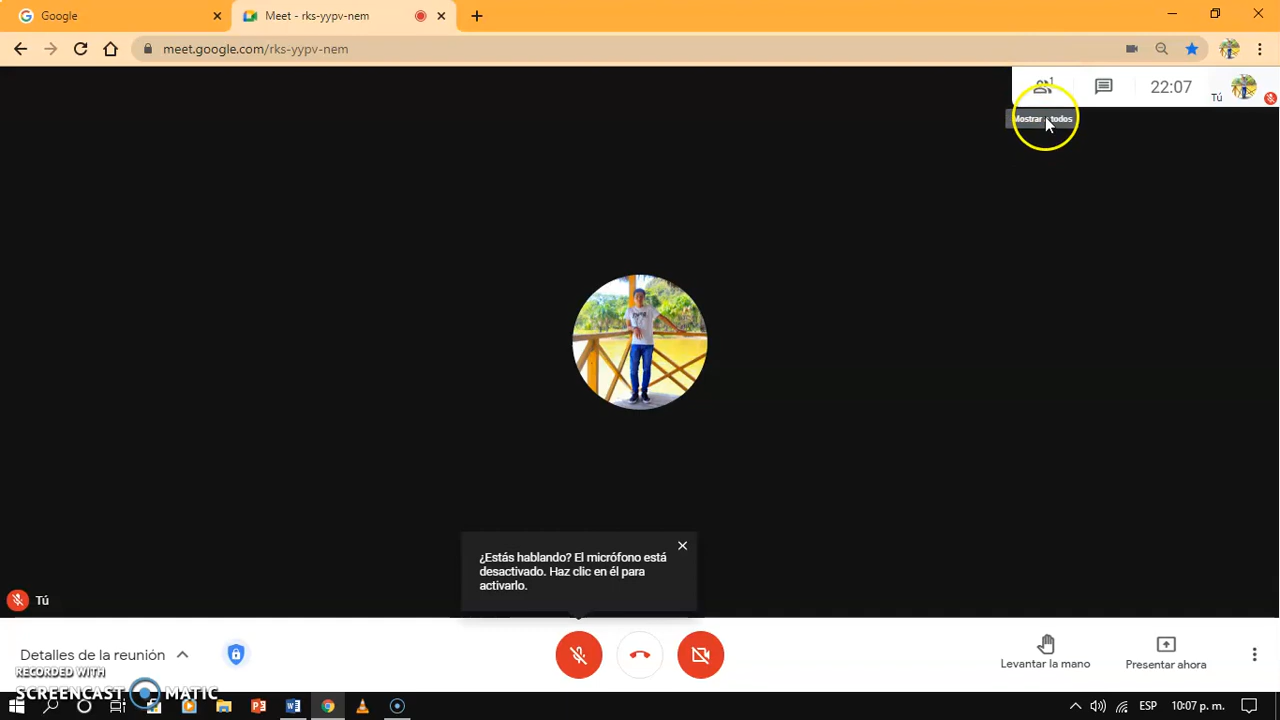 Google
Meet - rks-yypv-nem
meet.google.com/rks-yypv-nem
1
22:07
Tú
Mostrar a todos
¿Estás hablando? El micrófono está
desactivado. Haz clic en él para
activarlo.
Tú
Detalles de la reunión
Levantar la mano
Presentar ahora
RECORDED WITH
SCREENCAST MATIC
ESP
10:07 p. m.